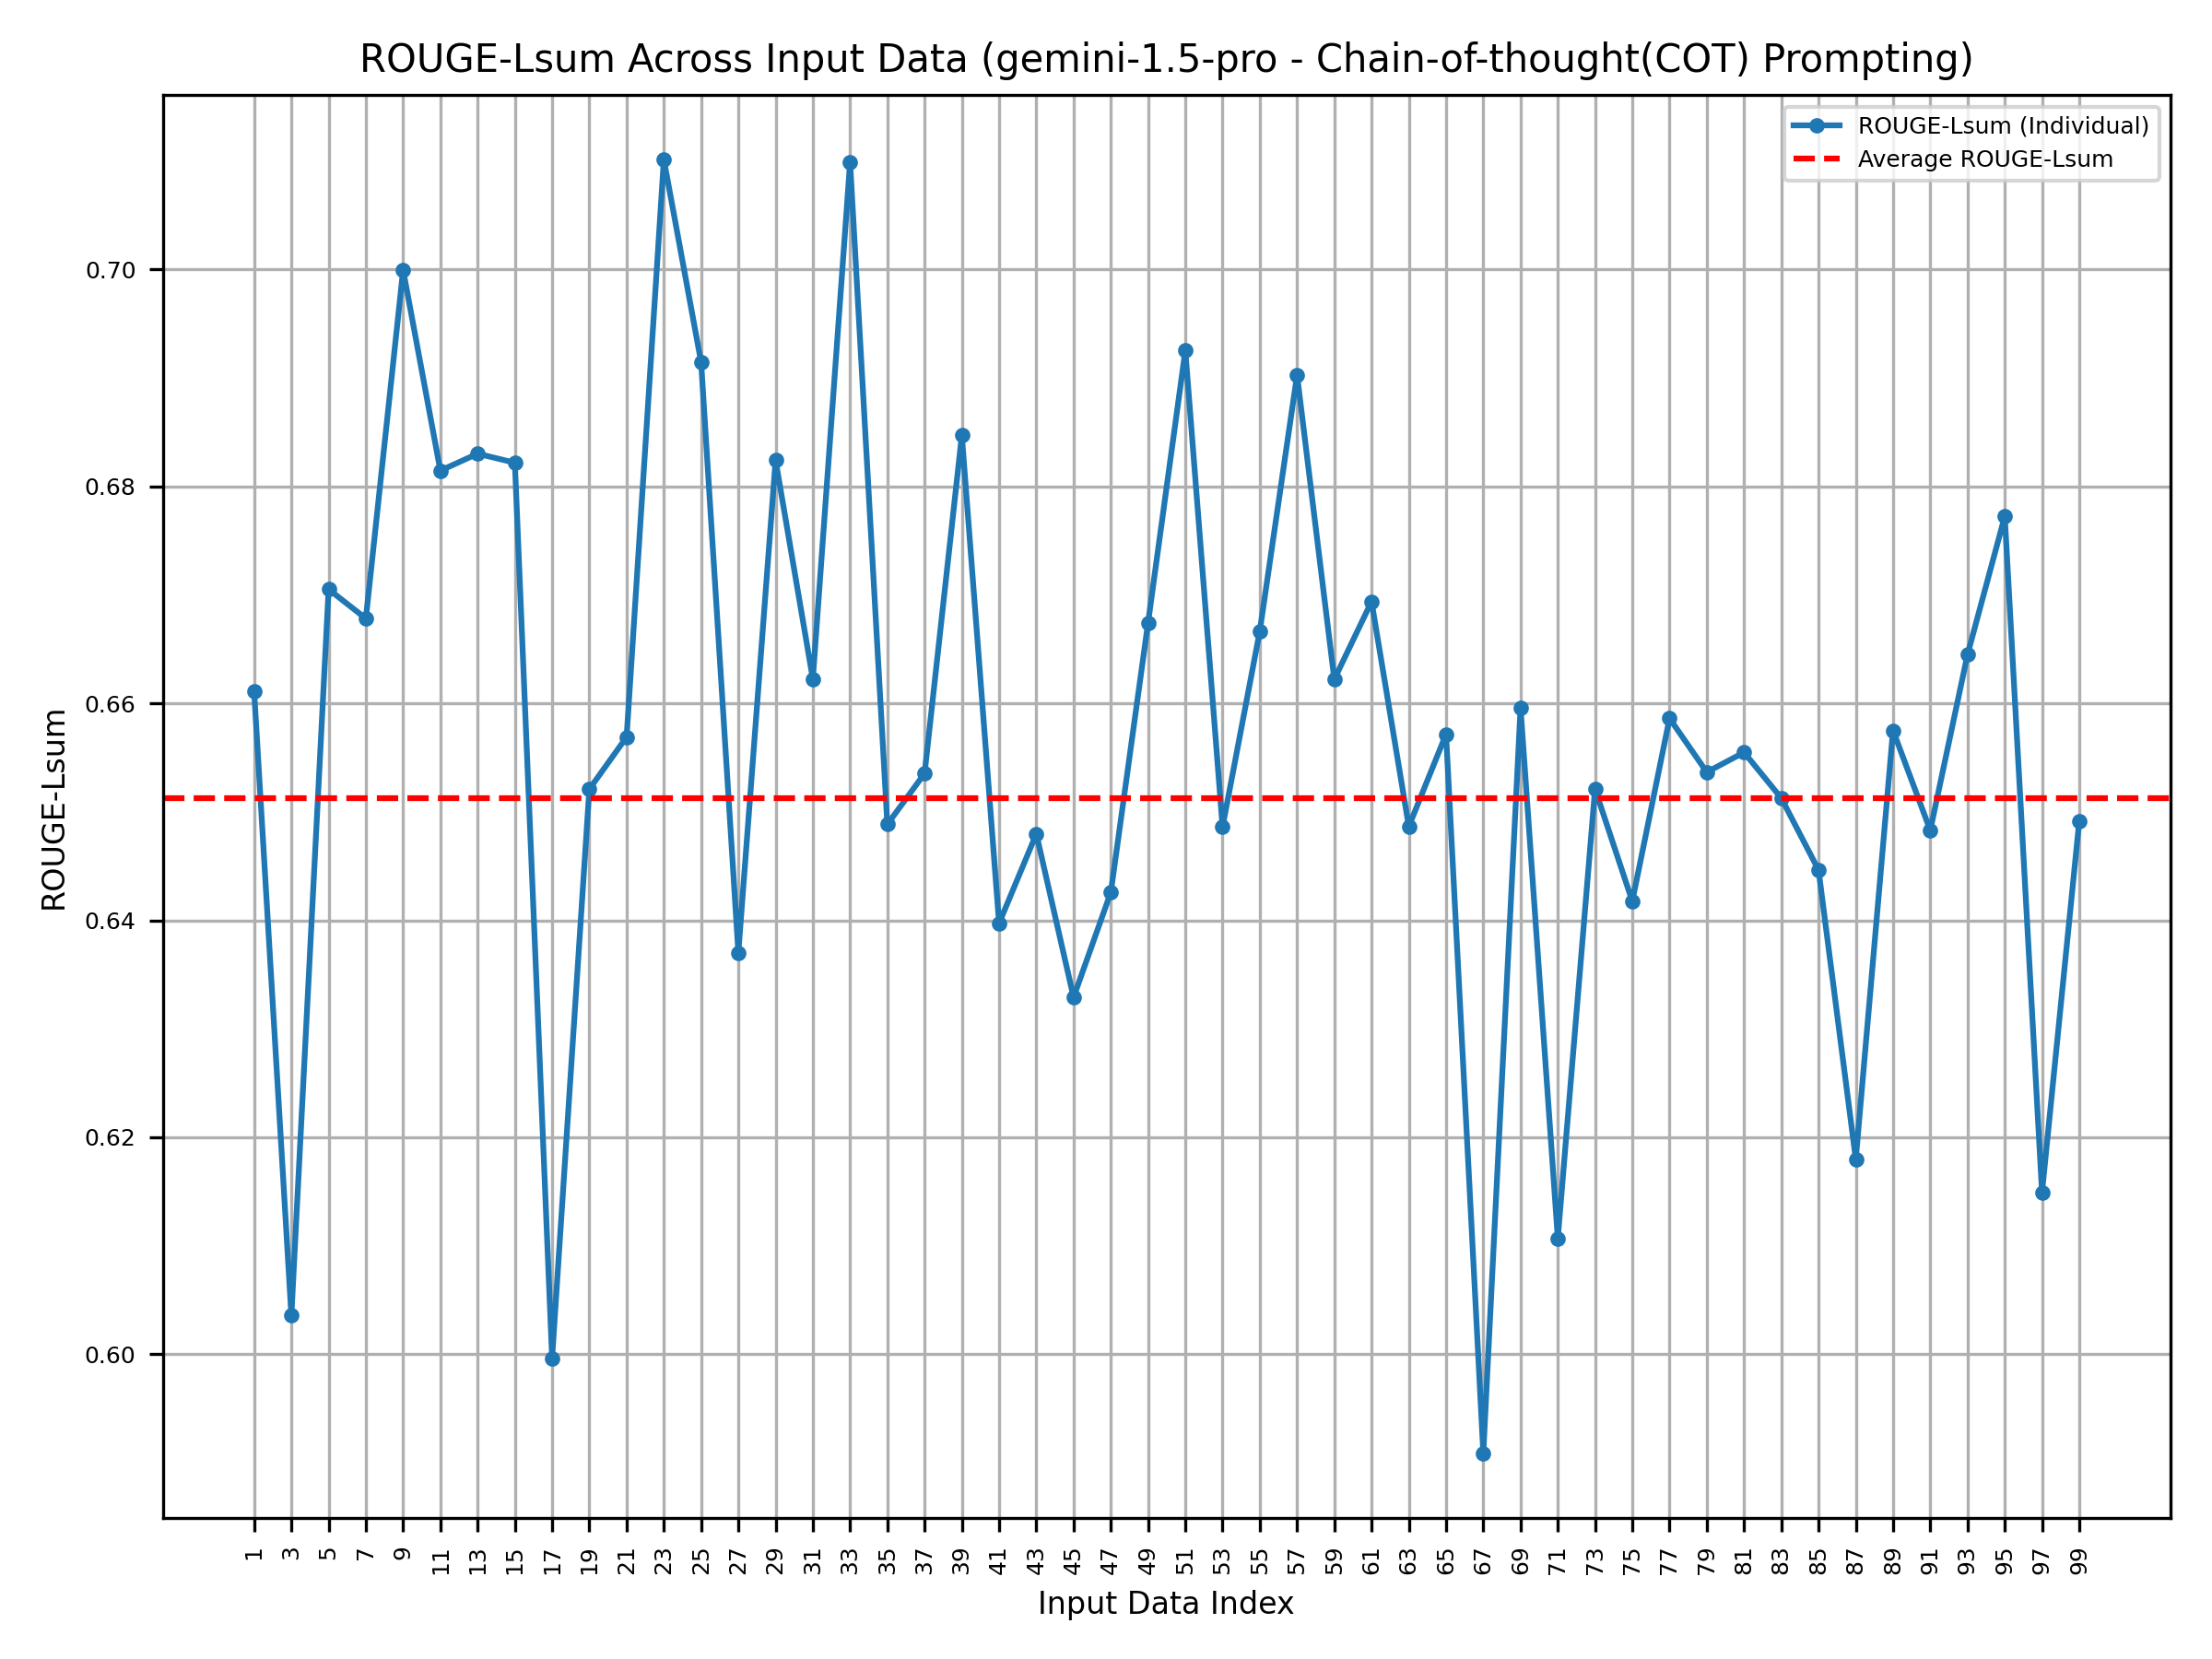 ROUGE-Lsum Across Input Data (gemini-1.5-pro - Chain-of-thought(COT) Prompting)
ROUGE-Lsum (Individual)
Average ROUGE-Lsum
ROUGE-Lsum
0.70
0.68
0.66
0.64
0.62
0.60
1 3 5 7 9 11 13 15 17 19 21 23 25 27 29 31 33 35 37 39 41 43 45 47 49 51 53 55 57 59 61 63 65 67 69 71 73 75 77 79 81 83 85 87 89 91 93 95 97 99
Input Data Index